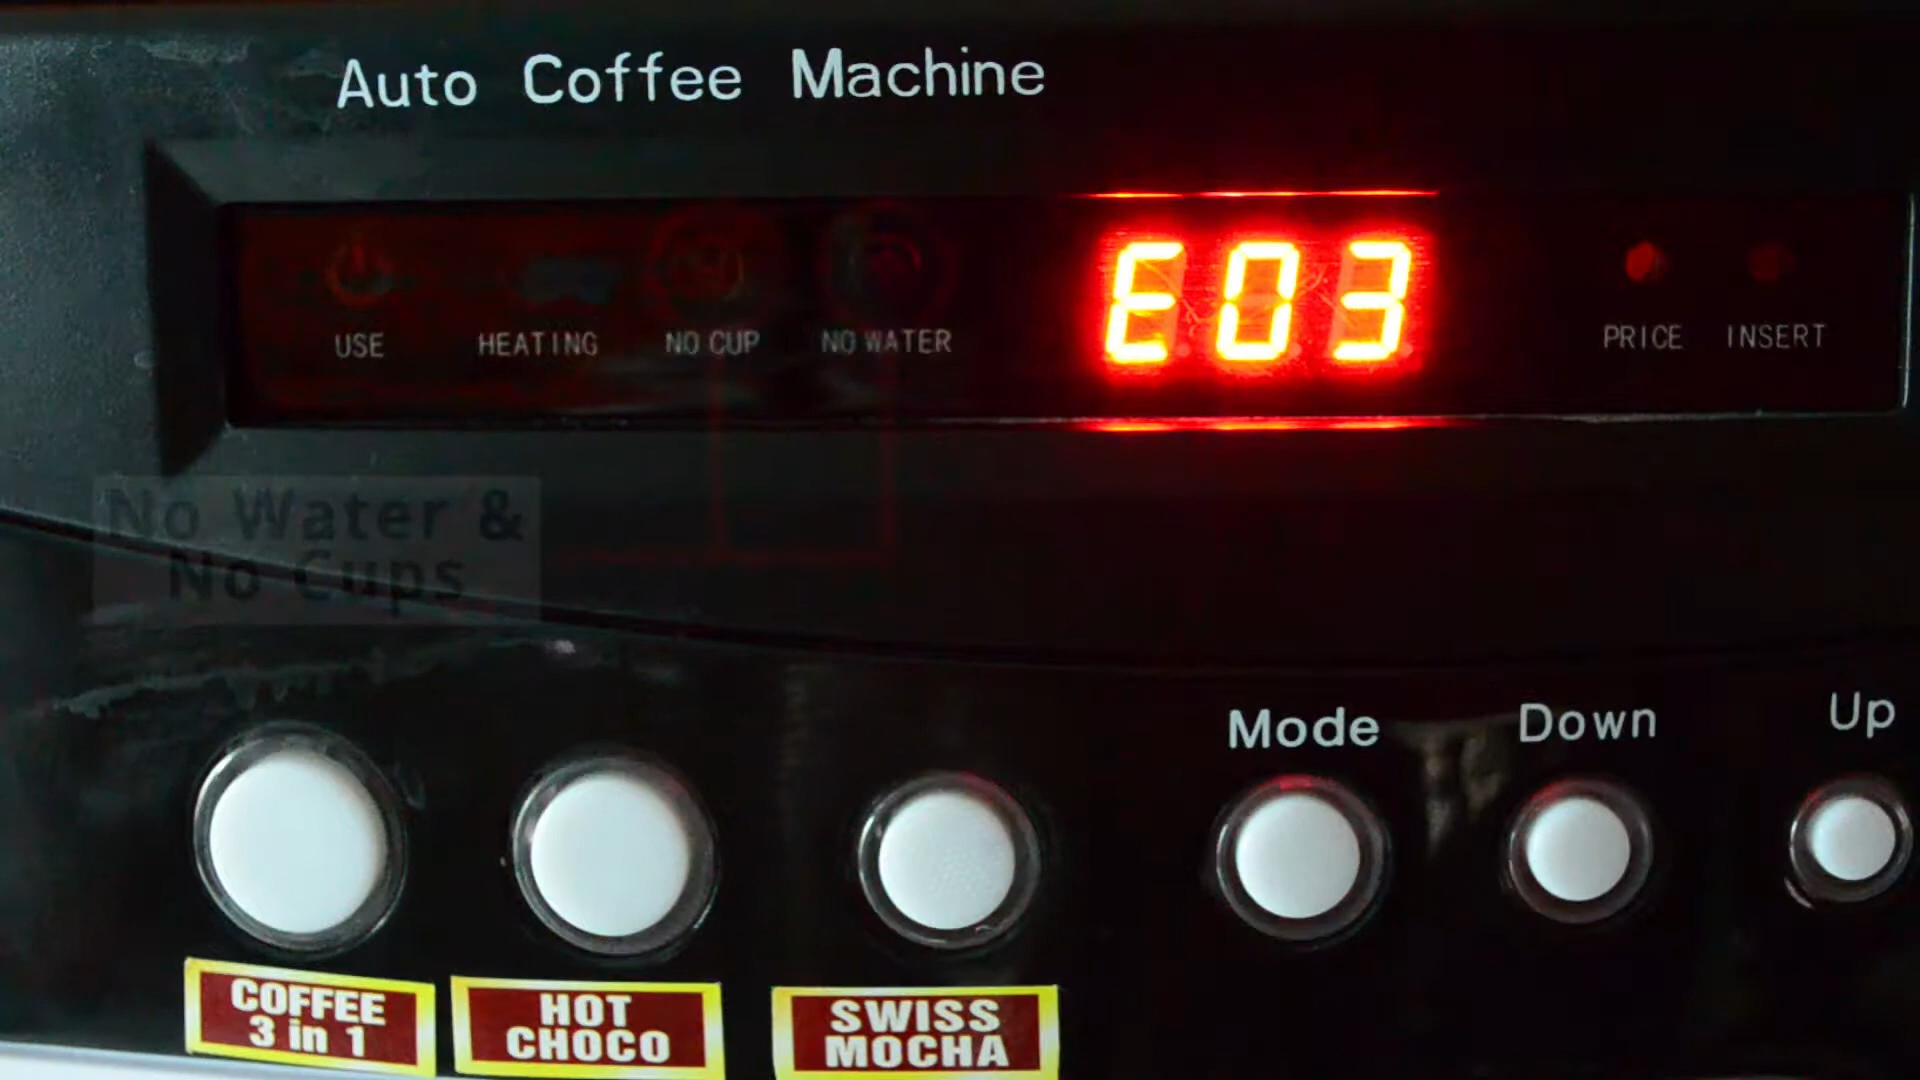 Auto Coffee Machine
E03
USE HEATING NO CUP NO WATER PRICE INSERT
No Water &
No Cups
Mode Down Up
COFFEE
3 in 1
HOT
CHOCO
SWISS
MOCHA